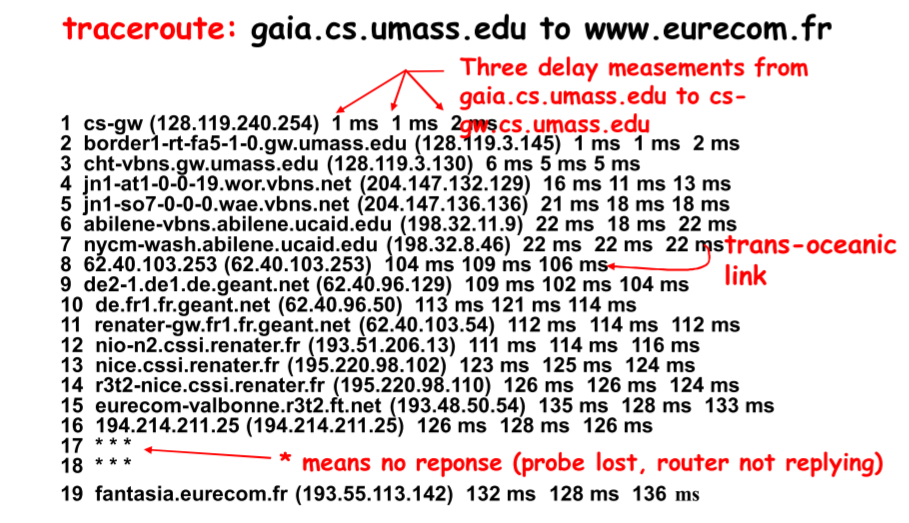 traceroute: gaia.cs.umass.edu to www.eurecom.fr
Three delay measements from
gaia.cs.umass.edu to cs-
gw.cs.umass.edu
1 cs-gw (128.119.240.254) 1 ms 1 ms 2 ms
2 border1-rt-fa5-1-0.gw.umass.edu (128.119.3.145) 1 ms 1 ms 2 ms
3 cht-vbns.gw.umass.edu (128.119.3.130) 6 ms 5 ms 5 ms
4 jn1-at1-0-0-19.wor.vbns.net (204.147.132.129) 16 ms 11 ms 13 ms
5 jn1-so7-0-0-0.wae.vbns.net (204.147.136.136) 21 ms 18 ms 18 ms
6 abilene-vbns.abilene.ucaid.edu (198.32.11.9) 22 ms 18 ms 22 ms
7 nycm-wash.abilene.ucaid.edu (198.32.8.46) 22 ms 22 ms 22 ms
trans-oceanic
link
8 62.40.103.253 (62.40.103.253) 104 ms 109 ms 106 ms
9 de2-1.de1.de.geant.net (62.40.96.129) 109 ms 102 ms 104 ms
10 de.fr1.fr.geant.net (62.40.96.50) 113 ms 121 ms 114 ms
11 renater-gw.fr1.fr.geant.net (62.40.103.54) 112 ms 114 ms 112 ms
12 nio-n2.cssi.renater.fr (193.51.206.13) 111 ms 114 ms 116 ms
13 nice.cssi.renater.fr (195.220.98.102) 123 ms 125 ms 124 ms
14 r3t2-nice.cssi.renater.fr (195.220.98.110) 126 ms 126 ms 124 ms
15 eurecom-valbonne.r3t2.ft.net (193.48.50.54) 135 ms 128 ms 133 ms
16 194.214.211.25 (194.214.211.25) 126 ms 128 ms 126 ms
17 * * *
18 * * *
* means no reponse (probe lost, router not replying)
19 fantasia.eurecom.fr (193.55.113.142) 132 ms 128 ms 136 ms